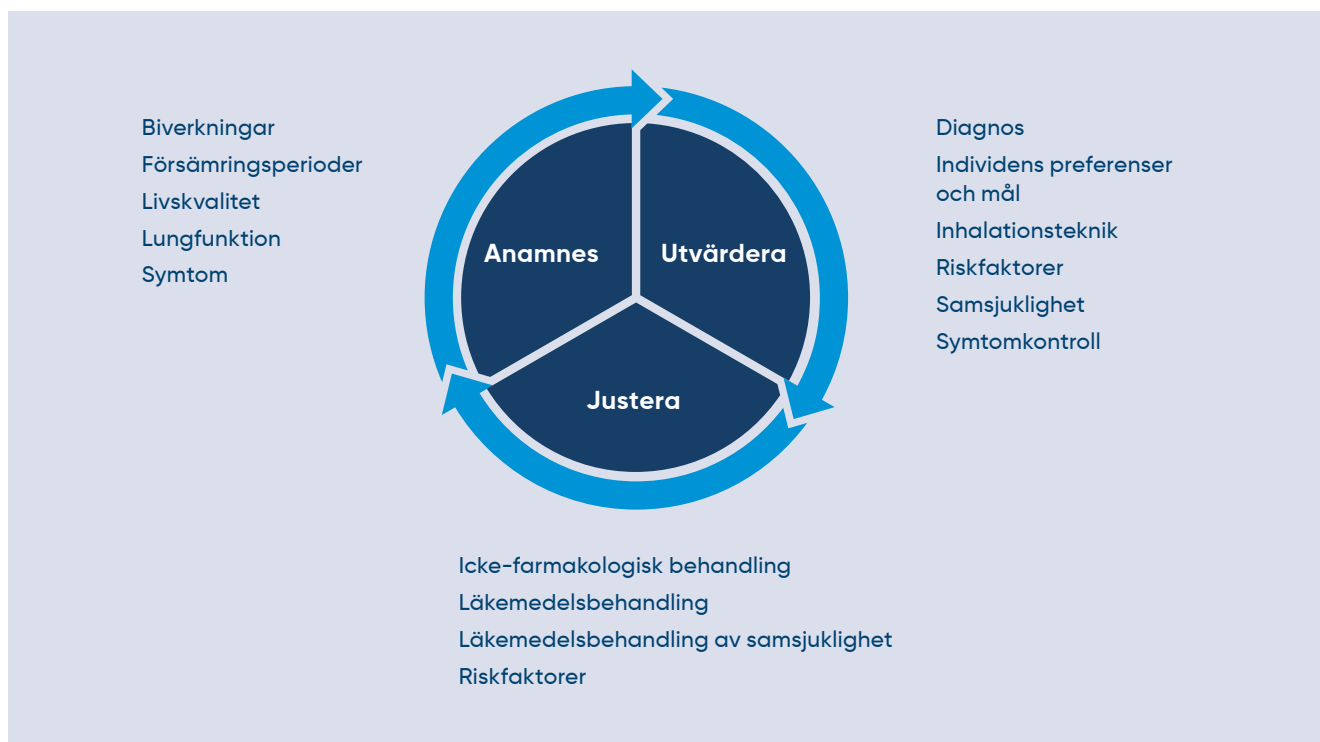 Biverkningar
Försämringsperioder
Livskvalitet
Lungfunktion
Symtom
Anamnes
Utvärdera
Justera
Diagnos
Individens preferenser
och mål
Inhalationsteknik
Riskfaktorer
Samsjuklighet
Symtomkontroll
Icke-farmakologisk behandling
Läkemedelsbehandling
Läkemedelsbehandling av samsjuklighet
Riskfaktorer